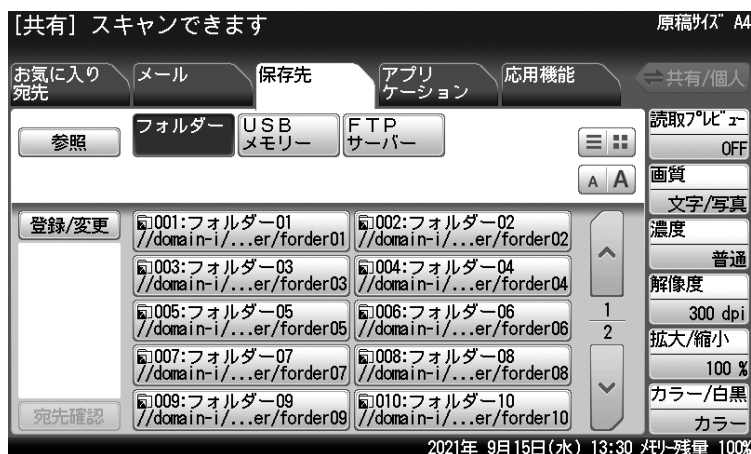 [共有] スキャンできます
原稿サイズ A4
お気に入り
宛先
メール
保存先
アプリ
ケーション
応用機能
共有/個人
参照
フォルダー
USB
メモリー
FTP
サーバー
A A
読取プレビュー
OFF
画質
文字/写真
濃度
普通
解像度
300 dpi
拡大/縮小
100 %
カラー/白黒
カラー
登録/変更
001:フォルダー01
//domain-i/...er/forder01
002:フォルダー02
//domain-i/...er/forder02
003:フォルダー03
//domain-i/...er/forder03
004:フォルダー04
//domain-i/...er/forder04
005:フォルダー05
//domain-i/...er/forder05
006:フォルダー06
//domain-i/...er/forder06
007:フォルダー07
//domain-i/...er/forder07
008:フォルダー08
//domain-i/...er/forder08
009:フォルダー09
//domain-i/...er/forder09
010:フォルダー10
//domain-i/...er/forder10
1
2
宛先確認
2021年 9月15日(水) 13:30 メモリー残量 100%